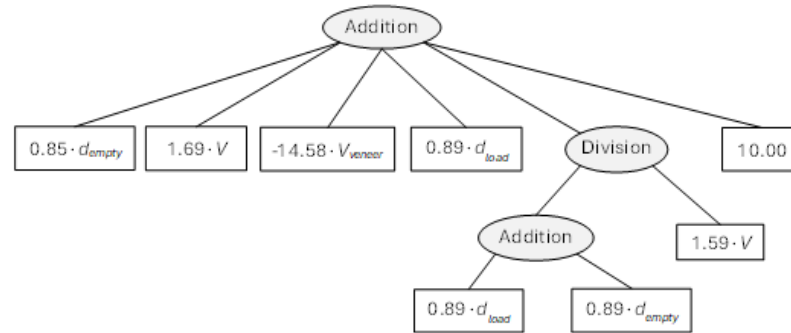 Addition
0.85 · d_empty
1.69 · V
-14.58 · V_veneer
0.89 · d_load
Division
10.00
Addition
1.59 · V
0.89 · d_load
0.89 · d_empty